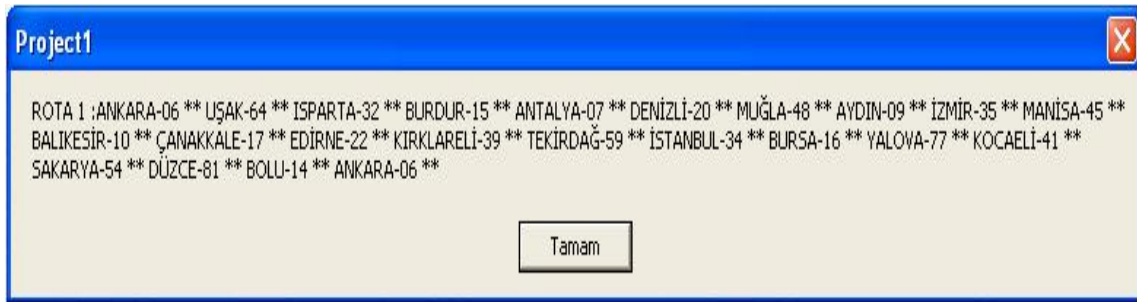 Project1
ROTA 1 :ANKARA-06 ** UŞAK-64 ** ISPARTA-32 ** BURDUR-15 ** ANTALYA-07 ** DENİZLİ-20 ** MUĞLA-48 ** AYDIN-09 ** İZMİR-35 ** MANİSA-45 **
BALIKESİR-10 ** ÇANAKKALE-17 ** EDİRNE-22 ** KIRKLARELİ-39 ** TEKİRDAĞ-59 ** İSTANBUL-34 ** BURSA-16 ** YALOVA-77 ** KOCAELİ-41 **
SAKARYA-54 ** DÜZCE-81 ** BOLU-14 ** ANKARA-06 **
Tamam